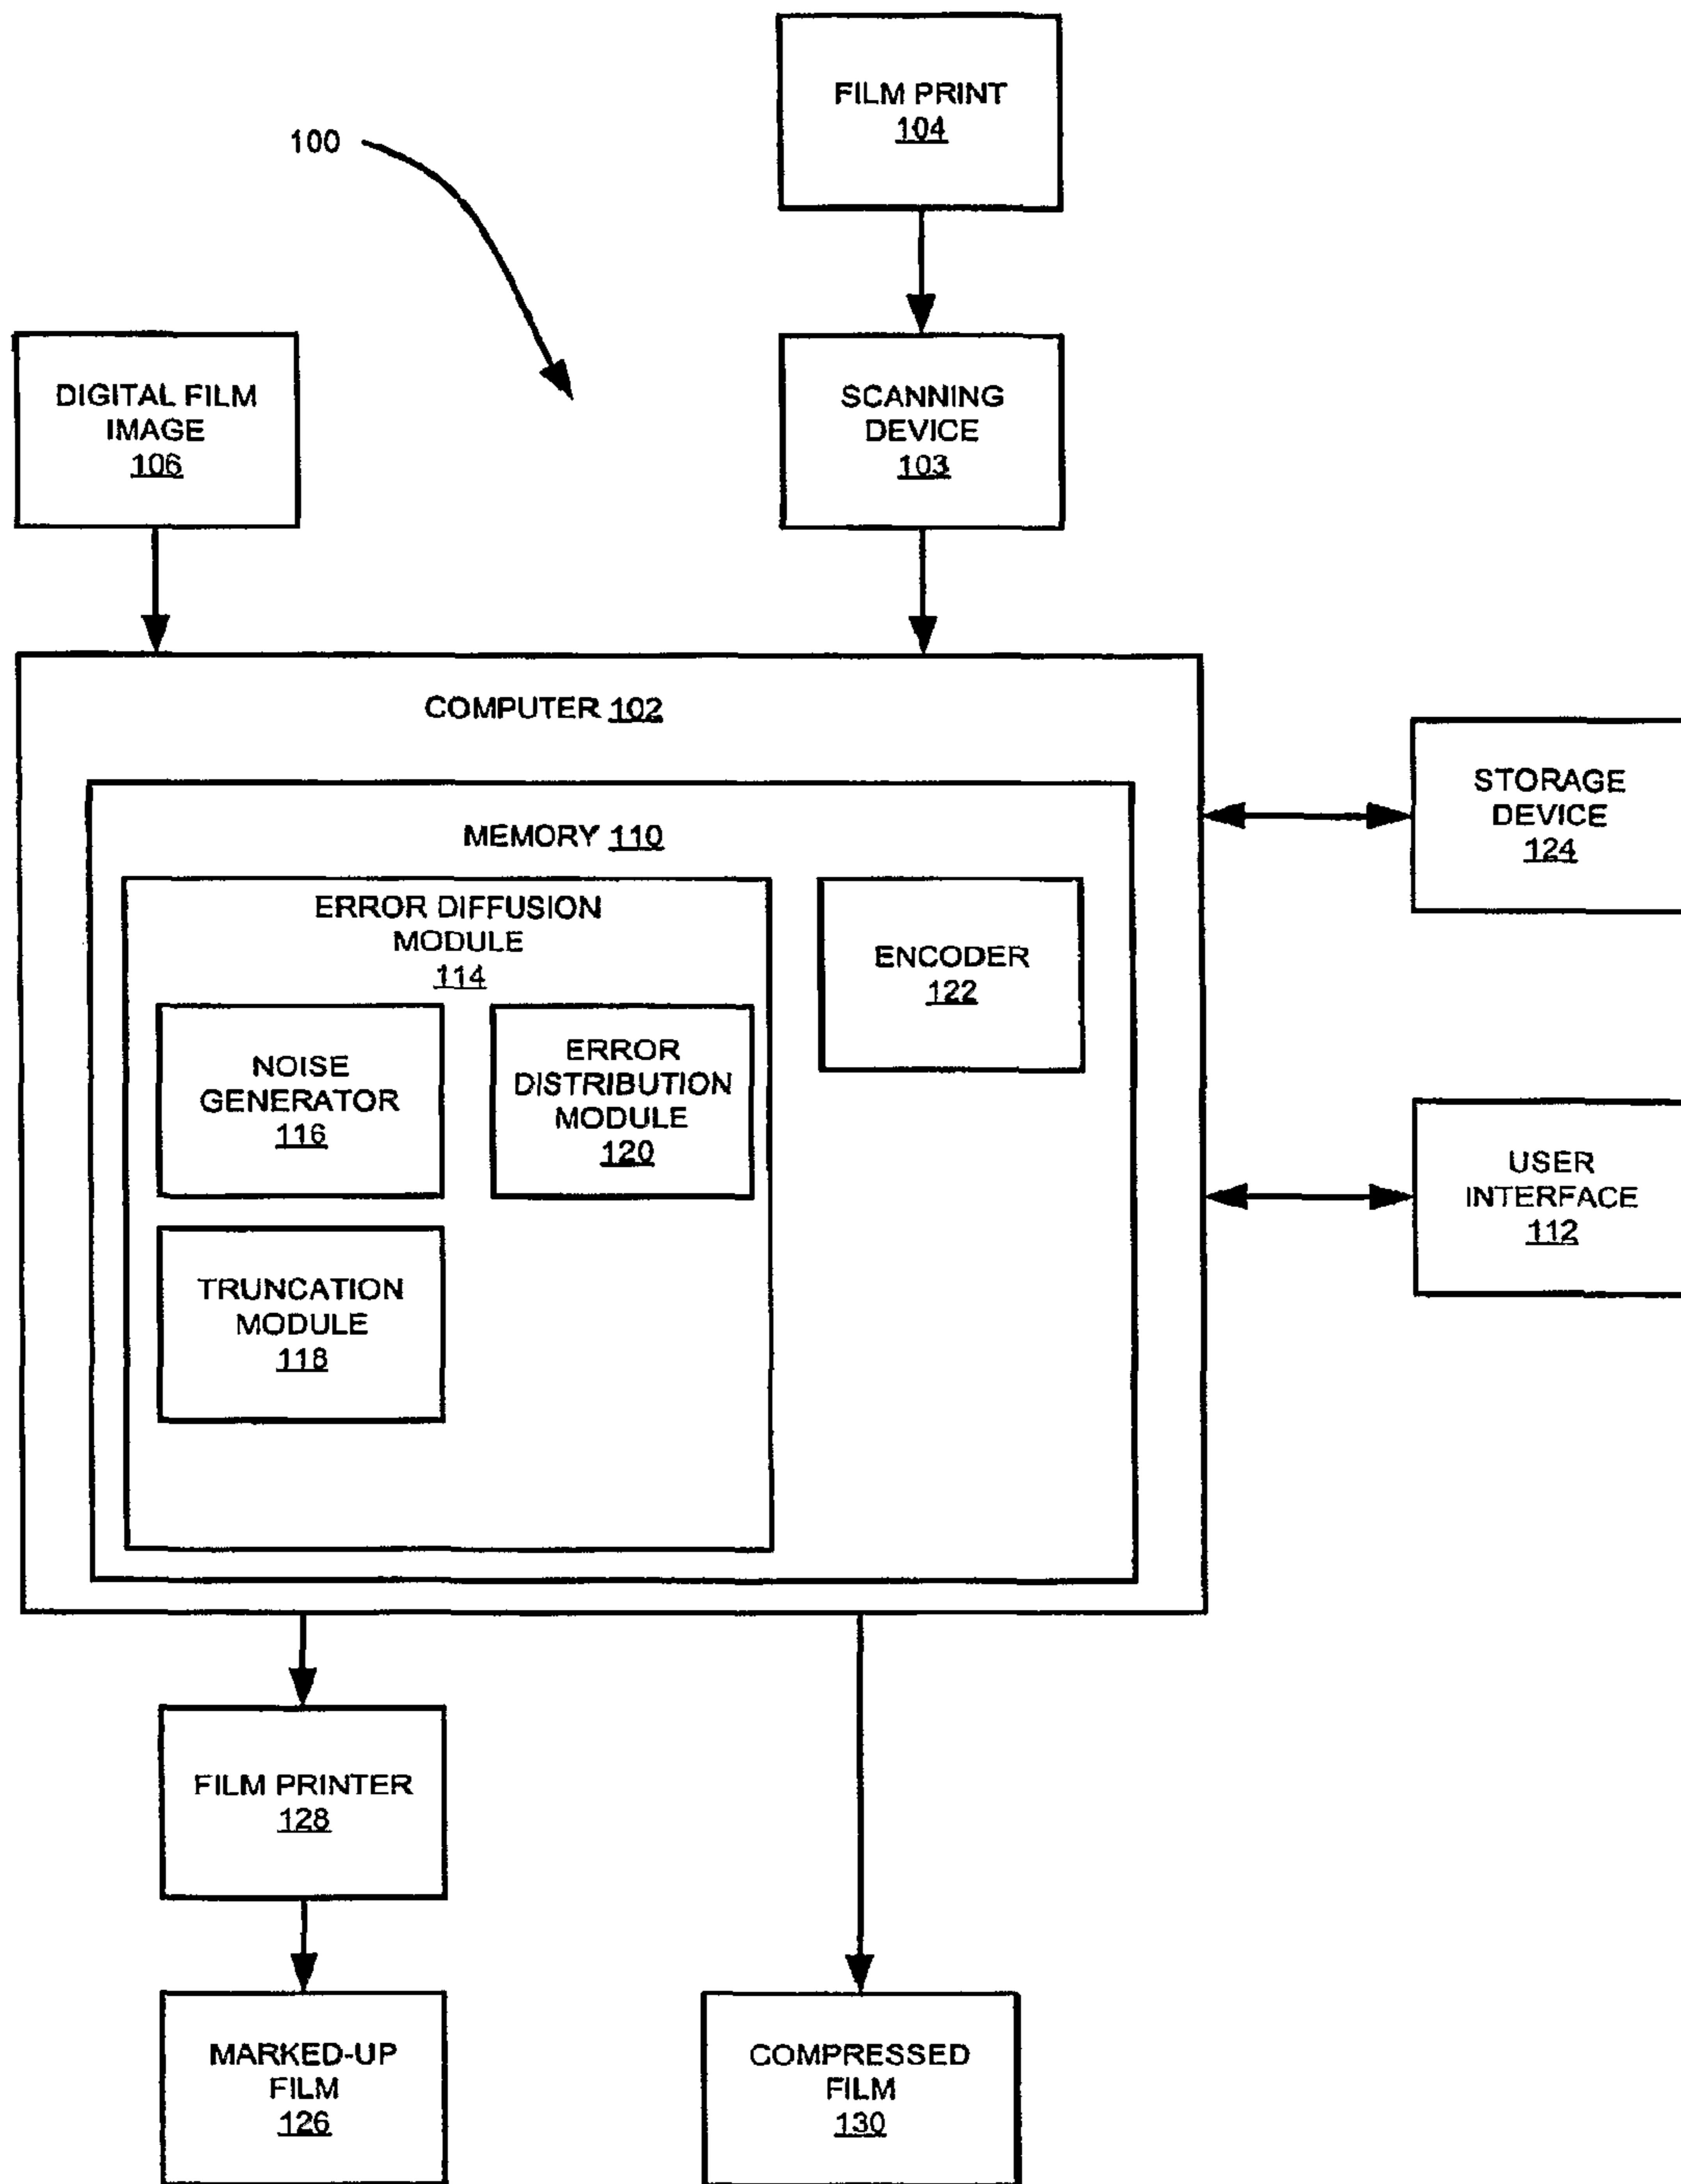 FILM PRINT
104
100
DIGITAL FILM
IMAGE
106
SCANNING
DEVICE
103
COMPUTER 102
MEMORY 110
STORAGE
DEVICE
124
ERROR DIFFUSION
MODULE
114
ENCODER
122
NOISE
GENERATOR
116
ERROR
DISTRIBUTION
MODULE
120
USER
INTERFACE
112
TRUNCATION
MODULE
118
FILM PRINTER
128
MARKED-UP
FILM
126
COMPRESSED
FILM
130